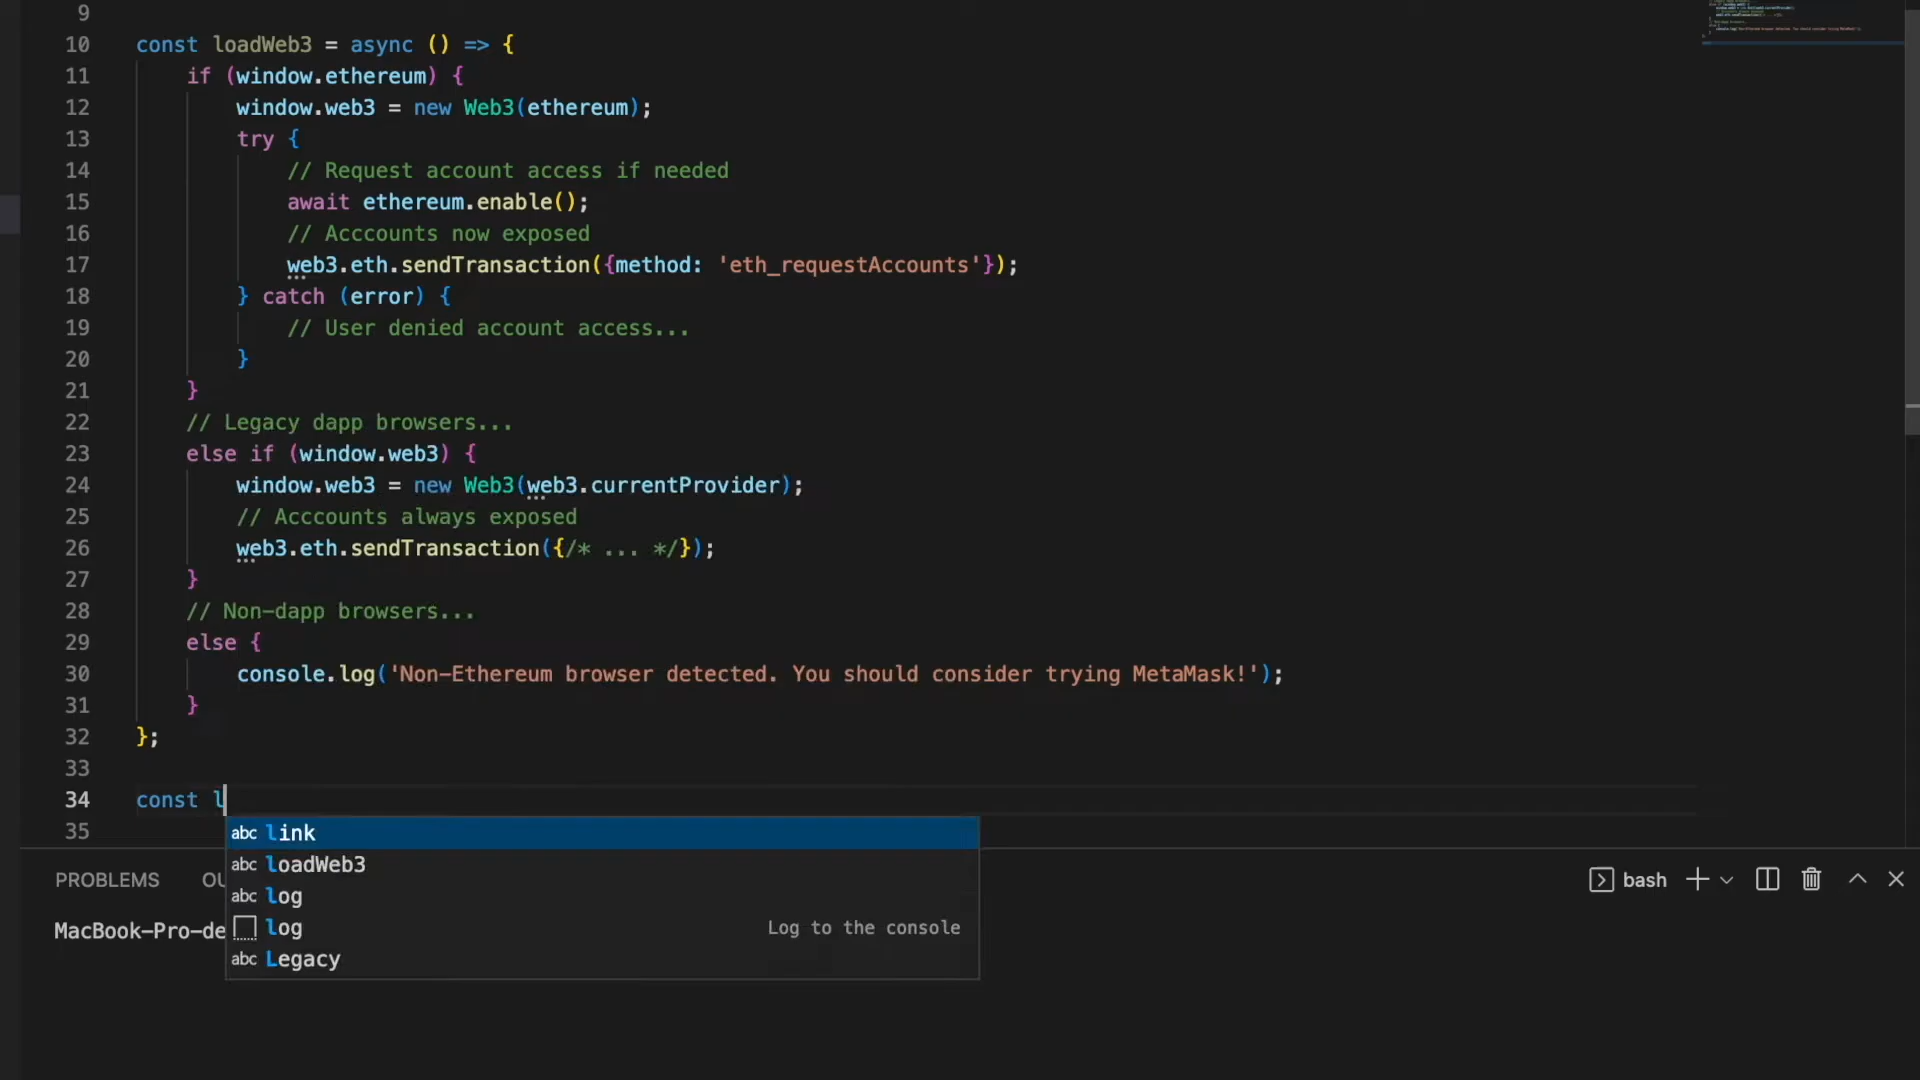 9
10 const loadWeb3 = async () => {
11 if (window.ethereum) {
12 window.web3 = new Web3(ethereum);
13 try {
14 // Request account access if needed
15 await ethereum.enable();
16 // Acccounts now exposed
17 web3.eth.sendTransaction({method: 'eth_requestAccounts'});
18 } catch (error) {
19 // User denied account access...
20 }
21 }
22 // Legacy dapp browsers...
23 else if (window.web3) {
24 window.web3 = new Web3(web3.currentProvider);
25 // Acccounts always exposed
26 web3.eth.sendTransaction({/* ... */});
27 }
28 // Non-dapp browsers...
29 else {
30 console.log('Non-Ethereum browser detected. You should consider trying MetaMask!');
31 }
32 };
33
34 const l
35
abc link
abc loadWeb3
abc log
log Log to the console
abc Legacy
PROBLEMS OU
bash
MacBook-Pro-de